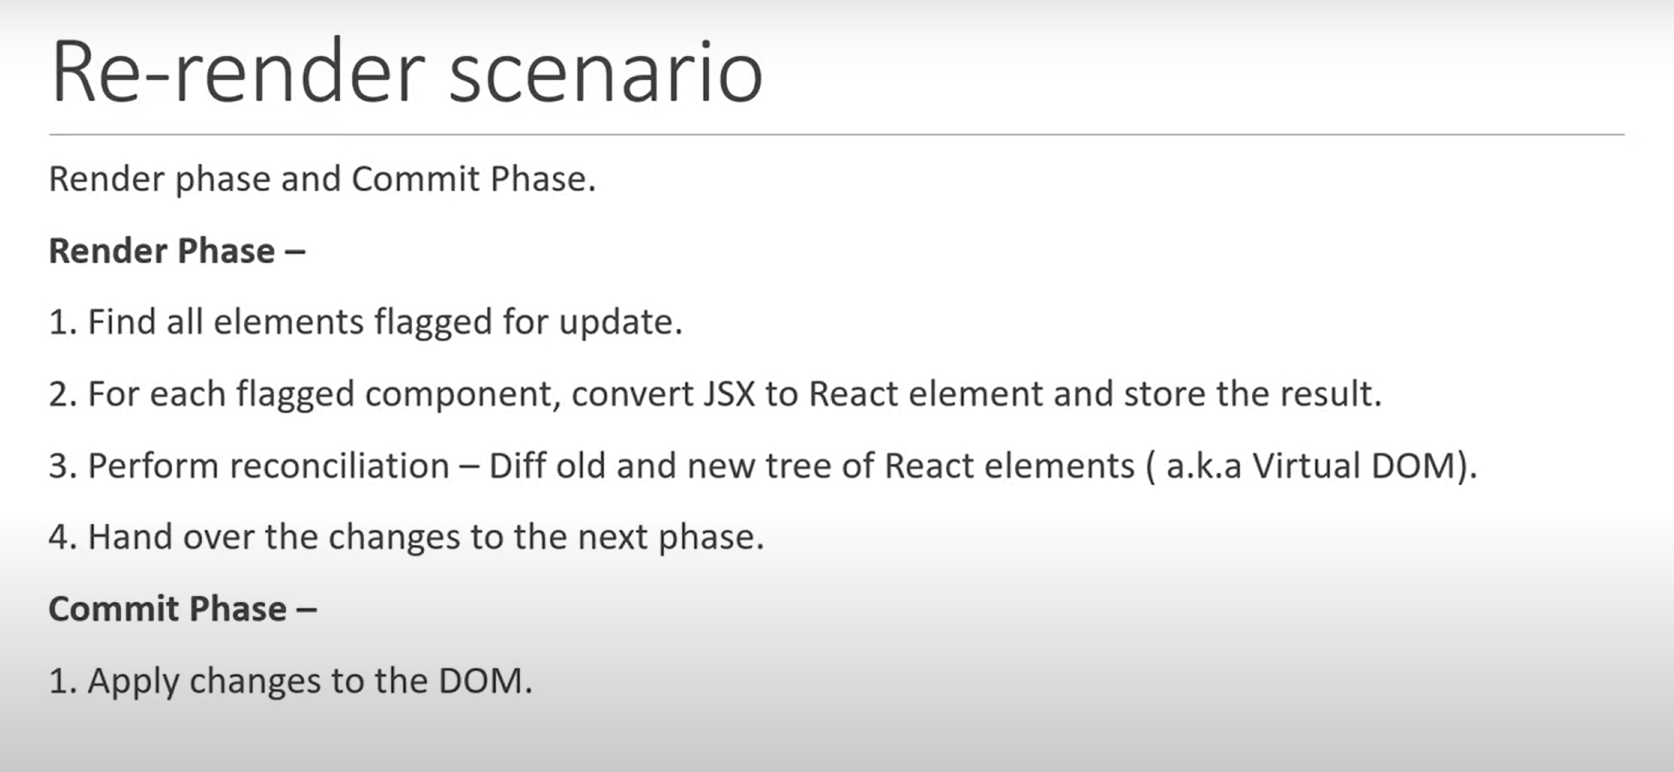 Re-render scenario
Render phase and Commit Phase.
Render Phase –
1. Find all elements flagged for update.
2. For each flagged component, convert JSX to React element and store the result.
3. Perform reconciliation – Diff old and new tree of React elements ( a.k.a Virtual DOM).
4. Hand over the changes to the next phase.
Commit Phase –
1. Apply changes to the DOM.